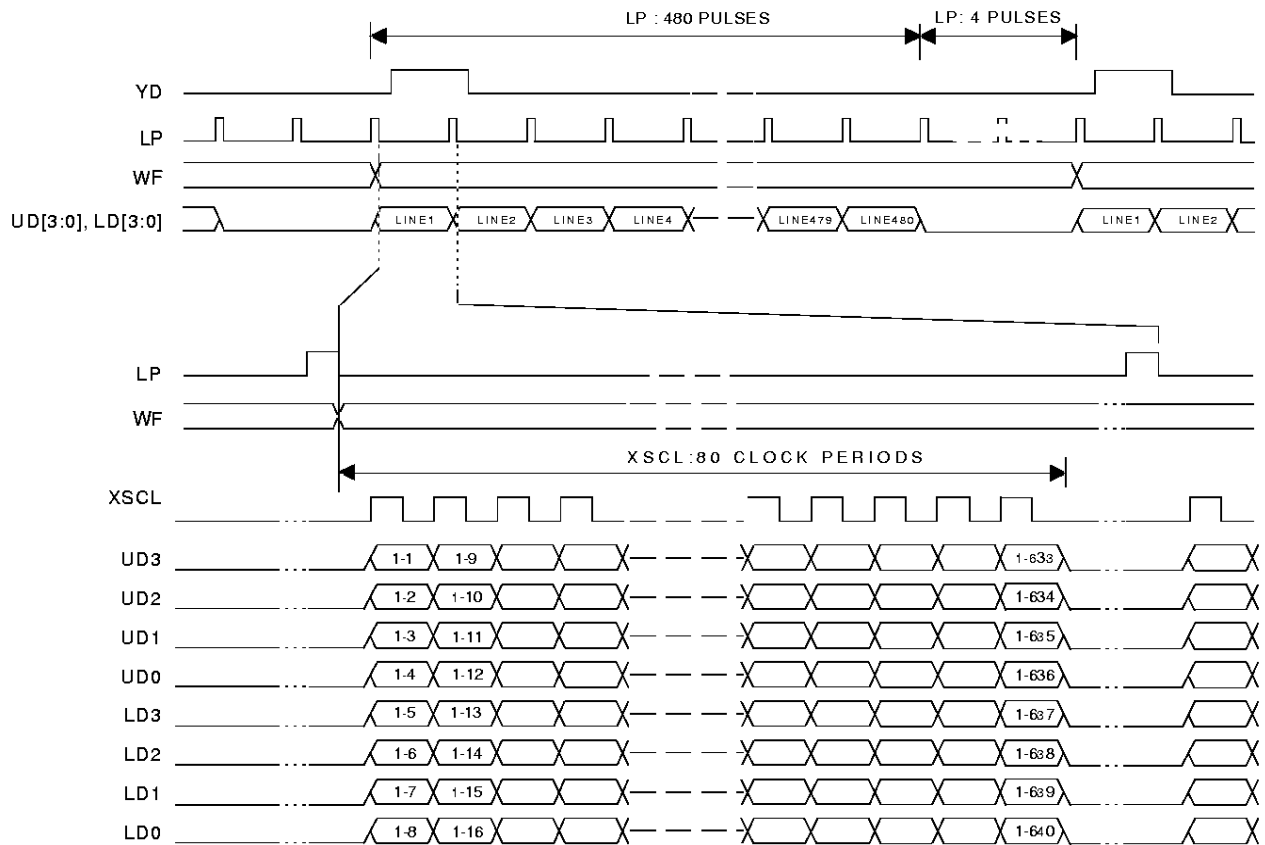 LP : 480 PULSES LP: 4 PULSES
YD
LP
WF
UD[3:0], LD[3:0] LINE1 LINE2 LINE3 LINE4 LINE479 LINE480 LINE1 LINE2
LP
WF
XSCL:80 CLOCK PERIODS
XSCL
UD3 1-1 1-9 1-633
UD2 1-2 1-10 1-634
UD1 1-3 1-11 1-635
UD0 1-4 1-12 1-636
LD3 1-5 1-13 1-637
LD2 1-6 1-14 1-638
LD1 1-7 1-15 1-639
LD0 1-8 1-16 1-640